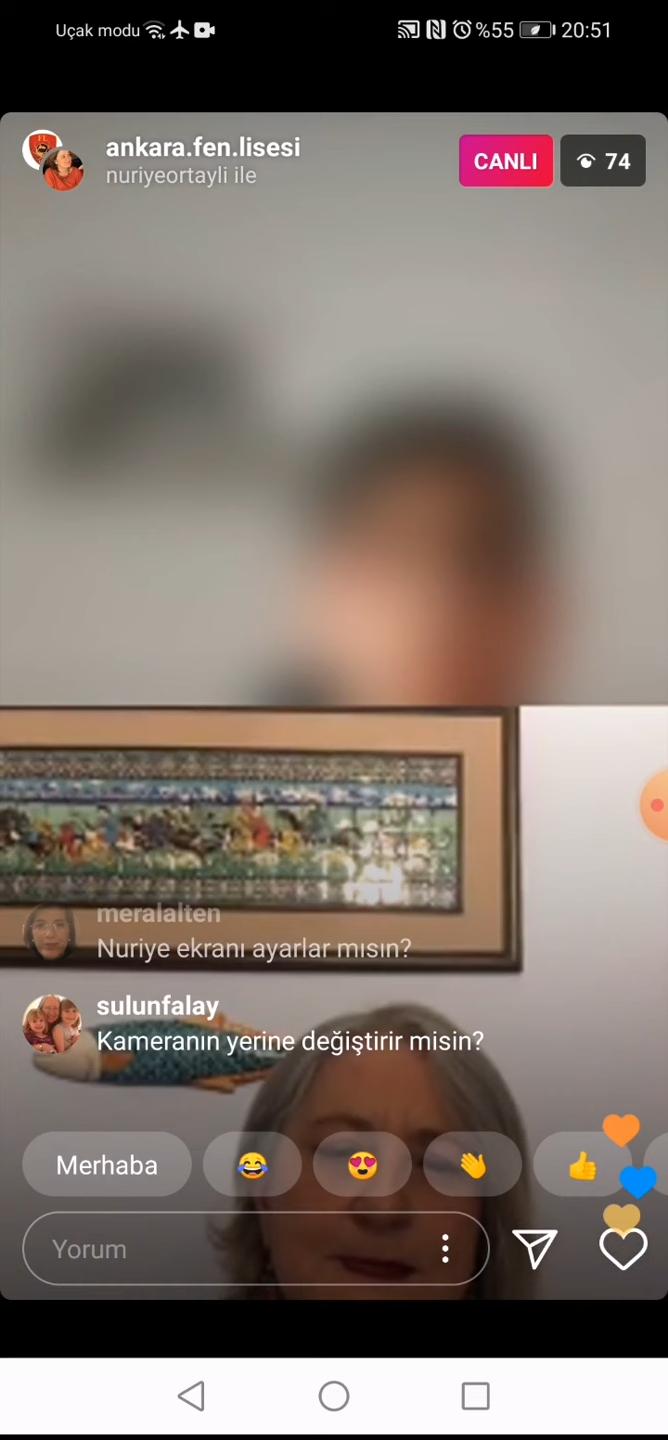 Uçak modu %55 20:51
ankara.fen.lisesi
nuriyeortayli ile
CANLI 74
meralalten
Nuriye ekranı ayarlar mısın?
sulunfalay
Kameranın yerine değiştirir misin?
Merhaba
Yorum